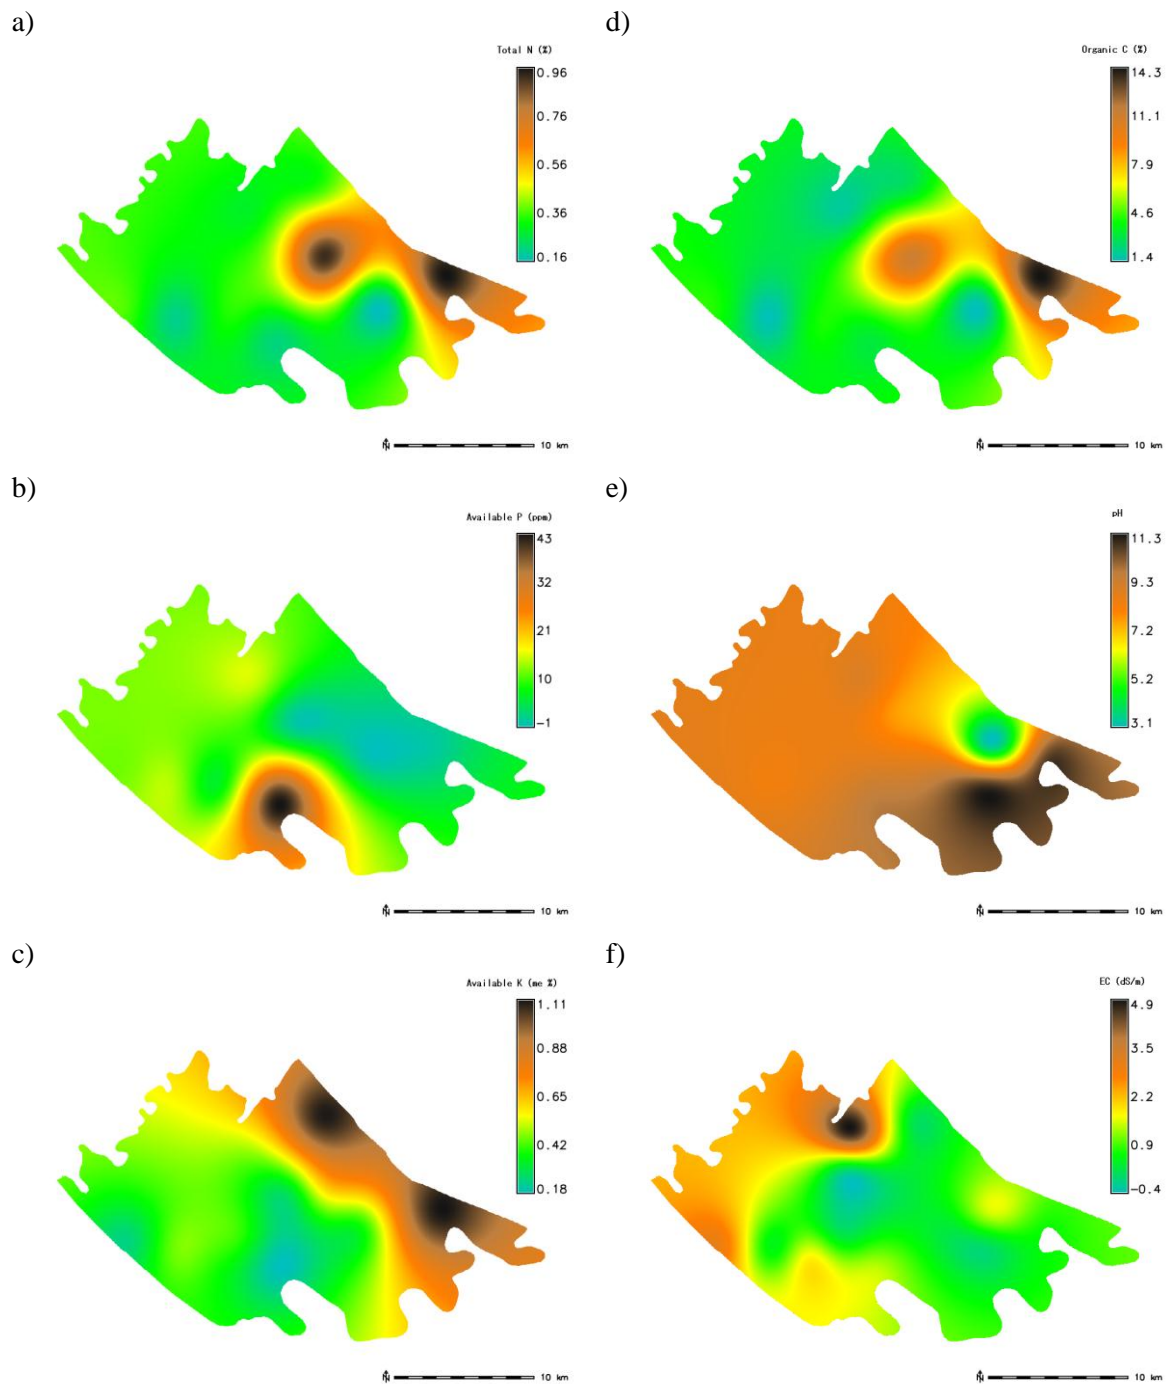 a)
Total N (%)
0.96
0.76
0.56
0.36
0.16
N
10 km
d)
Organic C (%)
14.3
11.1
7.9
4.6
1.4
N
10 km
b)
Available P (ppm)
43
32
21
10
-1
N
10 km
e)
pH
11.3
9.3
7.2
5.2
3.1
N
10 km
c)
Available K (me %)
1.11
0.88
0.65
0.42
0.18
N
10 km
f)
EC (dS/m)
4.9
3.5
2.2
0.9
-0.4
N
10 km